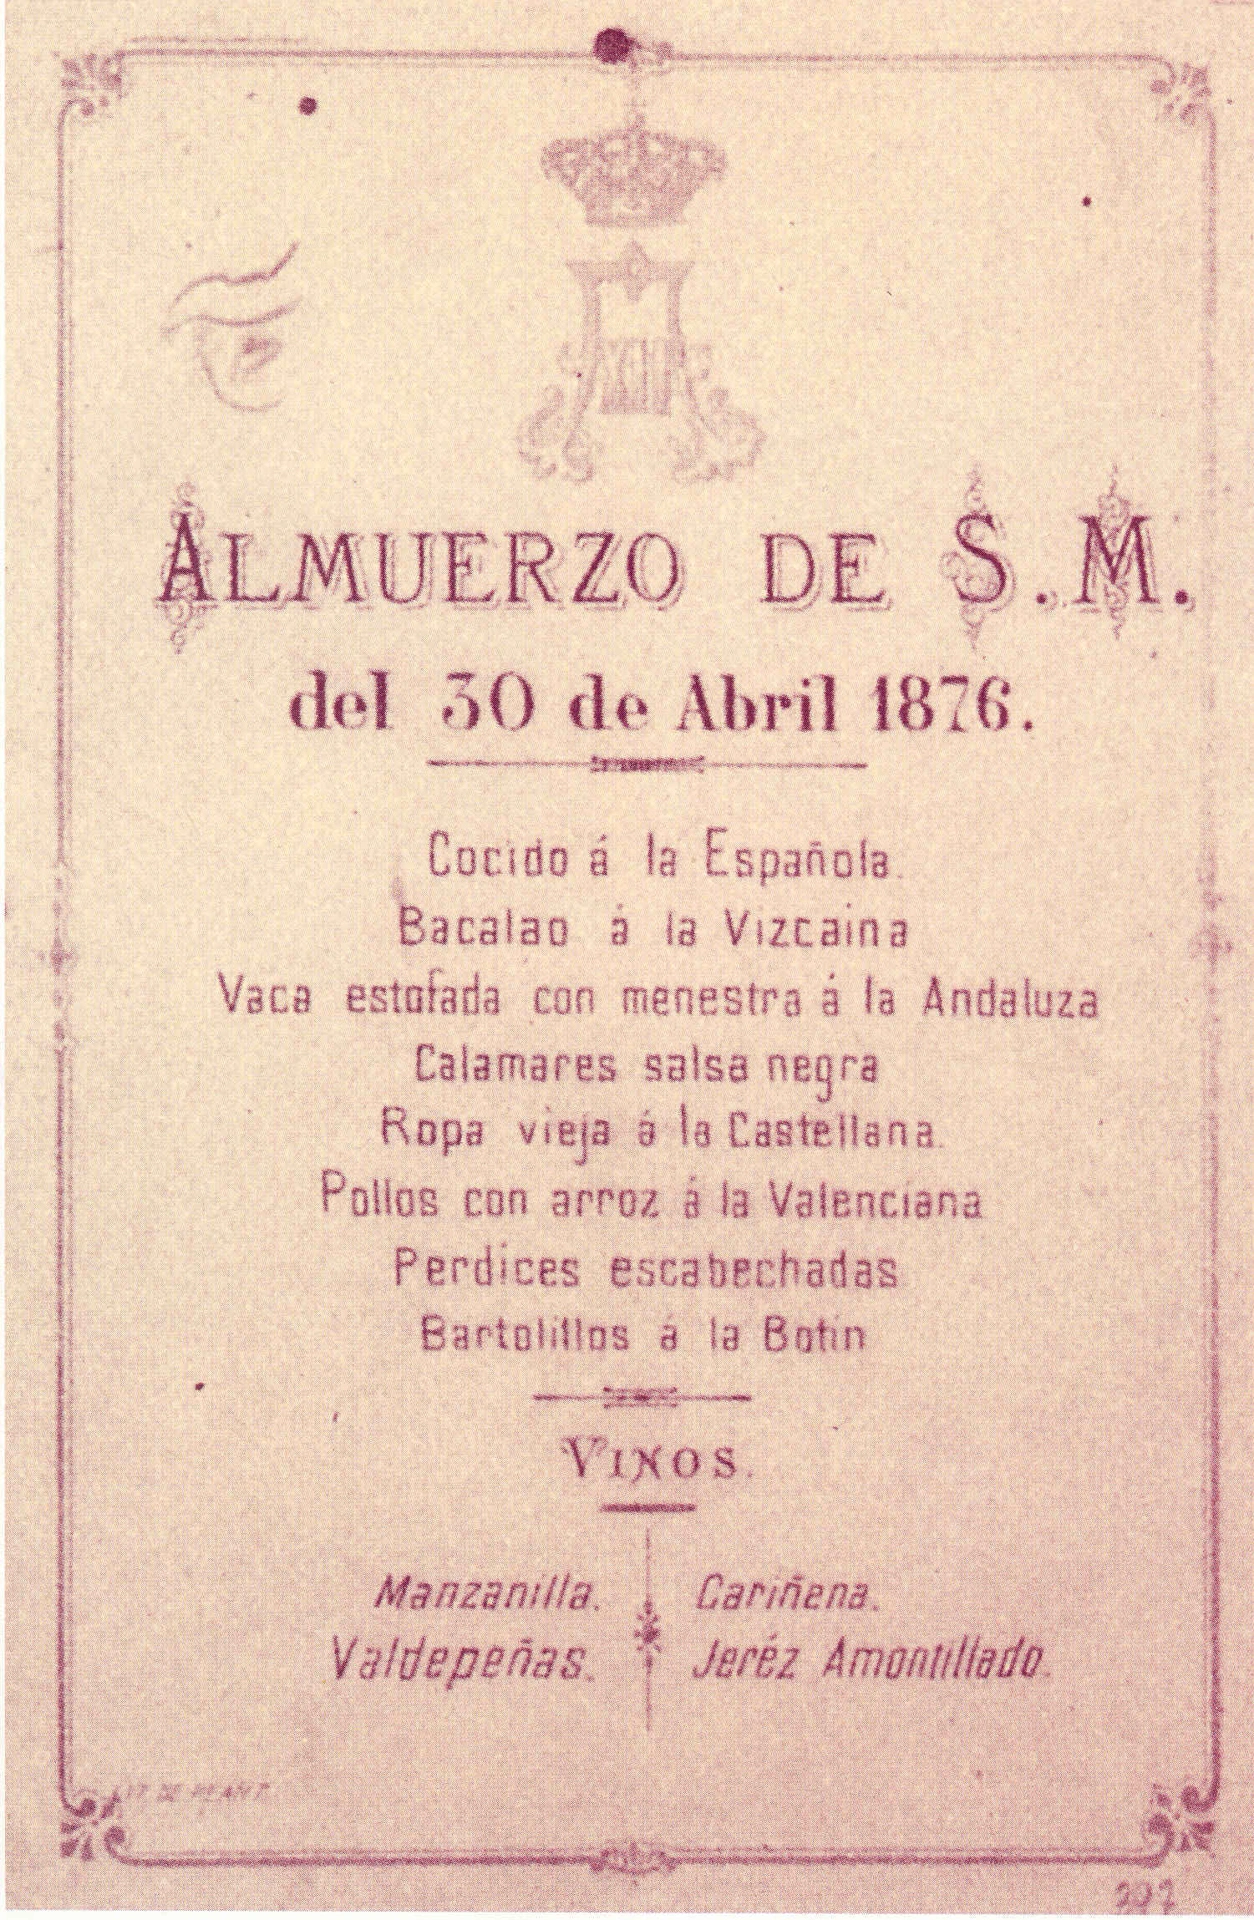 ALMUERZO DE S. M.
del 30 de Abril 1876.
Cocido á la Española.
Bacalao á la Vizcaina
Vaca estofada con menestra á la Andaluza
Calamares salsa negra
Ropa vieja á la Castellana.
Pollos con arroz á la Valenciana
Perdices escabechadas
Bartolillos á la Botin
VINOS.
Manzanilla. Cariñena.
Valdepeñas. Jeréz Amontillado.
LIT. DE